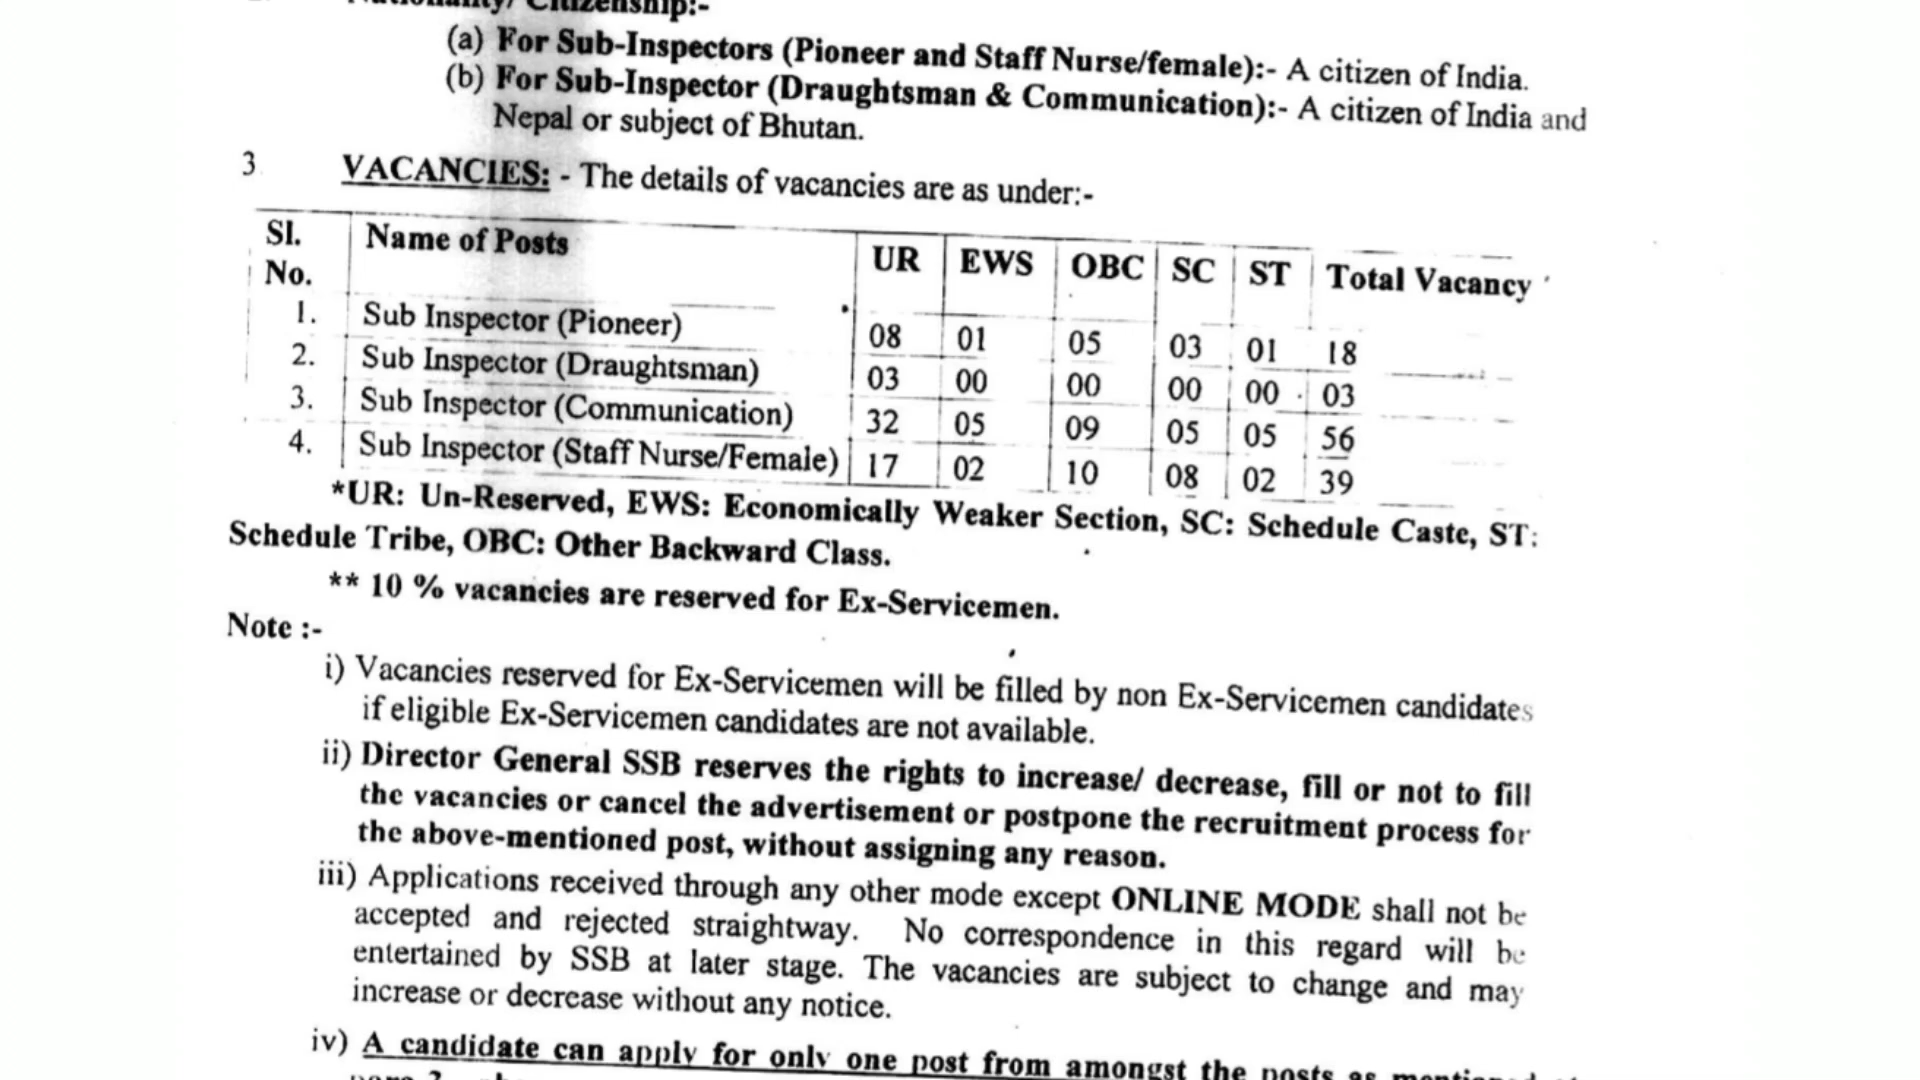 Nationality/ Citizenship:-
(a) For Sub-Inspectors (Pioneer and Staff Nurse/female):- A citizen of India.
(b) For Sub-Inspector (Draughtsman & Communication):- A citizen of India and
Nepal or subject of Bhutan.
3. VACANCIES: - The details of vacancies are as under:-
Sl. No. Name of Posts UR EWS OBC SC ST Total Vacancy
1. Sub Inspector (Pioneer) 08 01 05 03 01 18
2. Sub Inspector (Draughtsman) 03 00 00 00 00 03
3. Sub Inspector (Communication) 32 05 09 05 05 56
4. Sub Inspector (Staff Nurse/Female) 17 02 10 08 02 39
*UR: Un-Reserved, EWS: Economically Weaker Section, SC: Schedule Caste, ST:
Schedule Tribe, OBC: Other Backward Class.
** 10 % vacancies are reserved for Ex-Servicemen.
Note :-
i) Vacancies reserved for Ex-Servicemen will be filled by non Ex-Servicemen candidates
if eligible Ex-Servicemen candidates are not available.
ii) Director General SSB reserves the rights to increase/ decrease, fill or not to fill
the vacancies or cancel the advertisement or postpone the recruitment process for
the above-mentioned post, without assigning any reason.
iii) Applications received through any other mode except ONLINE MODE shall not be
accepted and rejected straightway. No correspondence in this regard will be
entertained by SSB at later stage. The vacancies are subject to change and may
increase or decrease without any notice.
iv) A candidate can apply for only one post from amongst the posts as mentioned